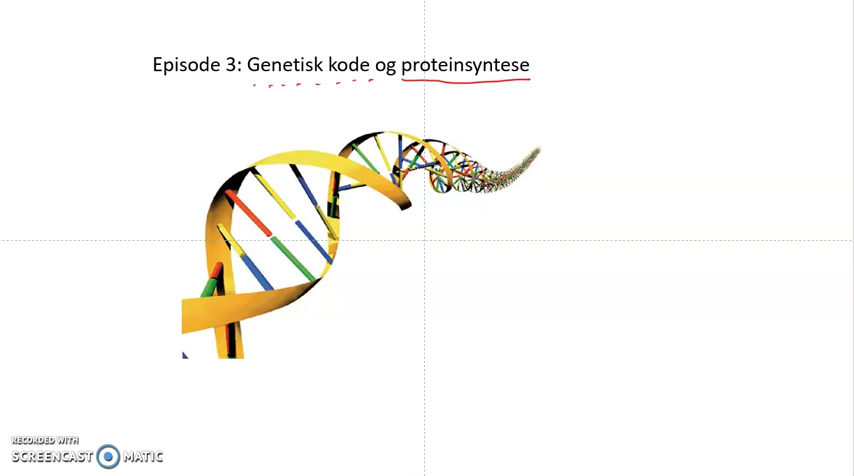 Episode 3: Genetisk kode og proteinsyntese
RECORDED WITH
SCREENCAST MATIC